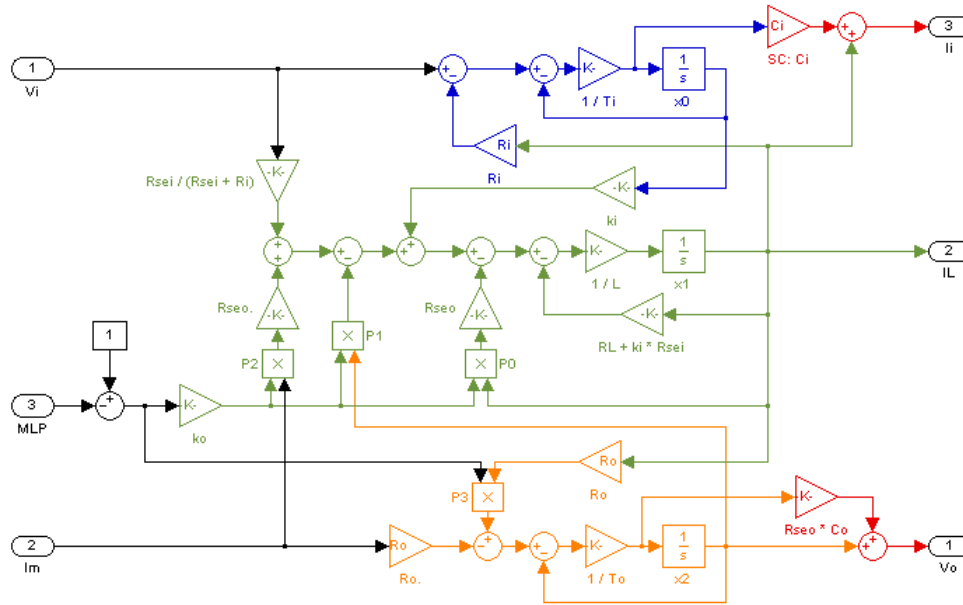 Ci
3
1
K-
1
s
SC: Ci
Ii
Vi
1 / Ti
x0
Ri
Ri
-K-
Rsei / (Rsei + Ri)
-K-
ki
K-
1
s
2
1 / L
x1
IL
Rseo.
-K-
Rseo
-K-
-K-
P1
RL + ki * Rsei
1
P2
P0
3
K-
MLP
ko
Ro
Ro
P3
K-
Rseo * Co
2
Ro
K-
1
s
1
Im
Ro.
1 / To
x2
Vo